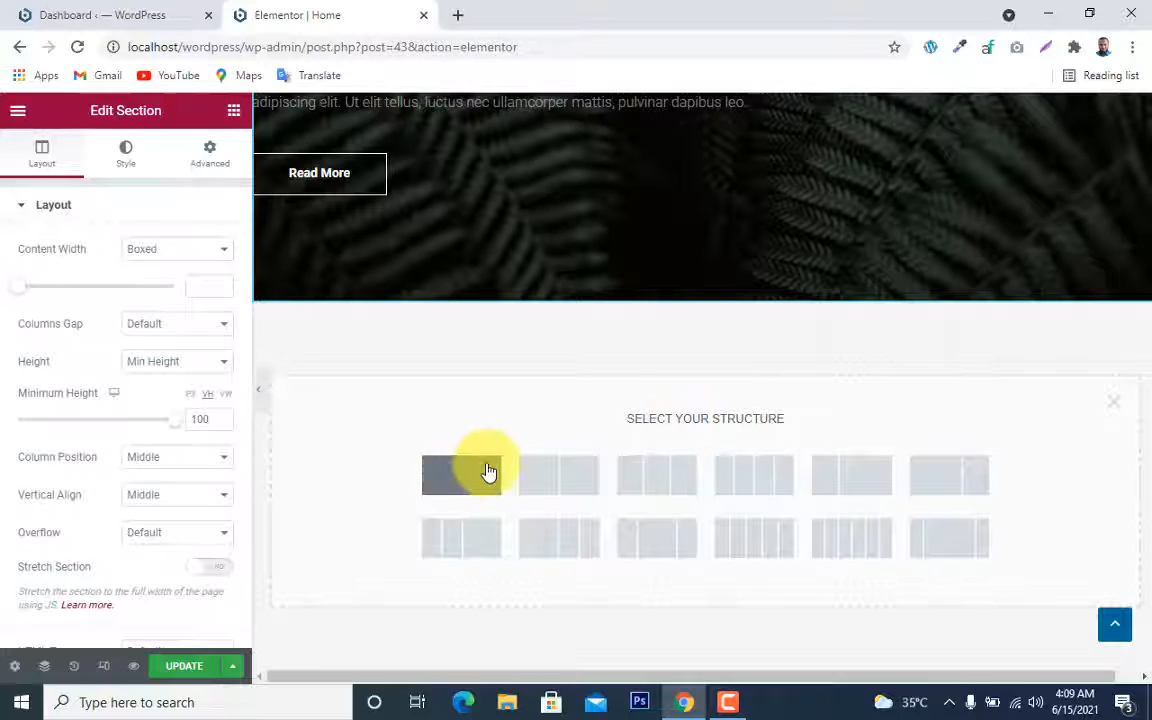 Dashboard ‹ — WordPress
Elementor | Home
localhost/wordpress/wp-admin/post.php?post=43&action=elementor
Apps
Gmail
YouTube
Maps
Translate
Reading list
Edit Section
Layout
Style
Advanced
Layout
Content Width
Boxed
Columns Gap
Default
Height
Min Height
Minimum Height
PX VH VW
100
Column Position
Middle
Vertical Align
Middle
Overflow
Default
Stretch Section
NO
Stretch the section to the full width of the page
using JS. Learn more.
UPDATE
adipiscing elit. Ut elit tellus, luctus nec ullamcorper mattis, pulvinar dapibus leo.
Read More
SELECT YOUR STRUCTURE
Type here to search
Ps
35°C
4:09 AM
6/15/2021
3